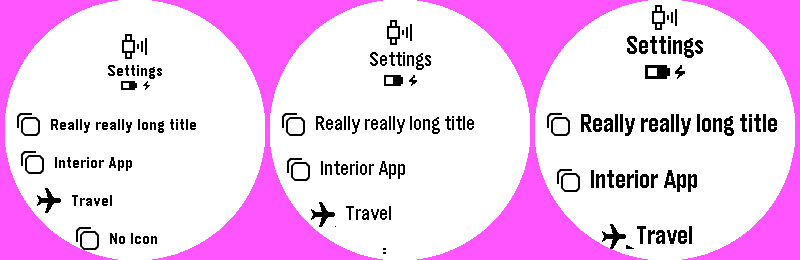 Settings
Really really long title
Interior App
Travel
No Icon
Settings
Really really long title
Interior App
Travel
Settings
Really really long title
Interior App
Travel